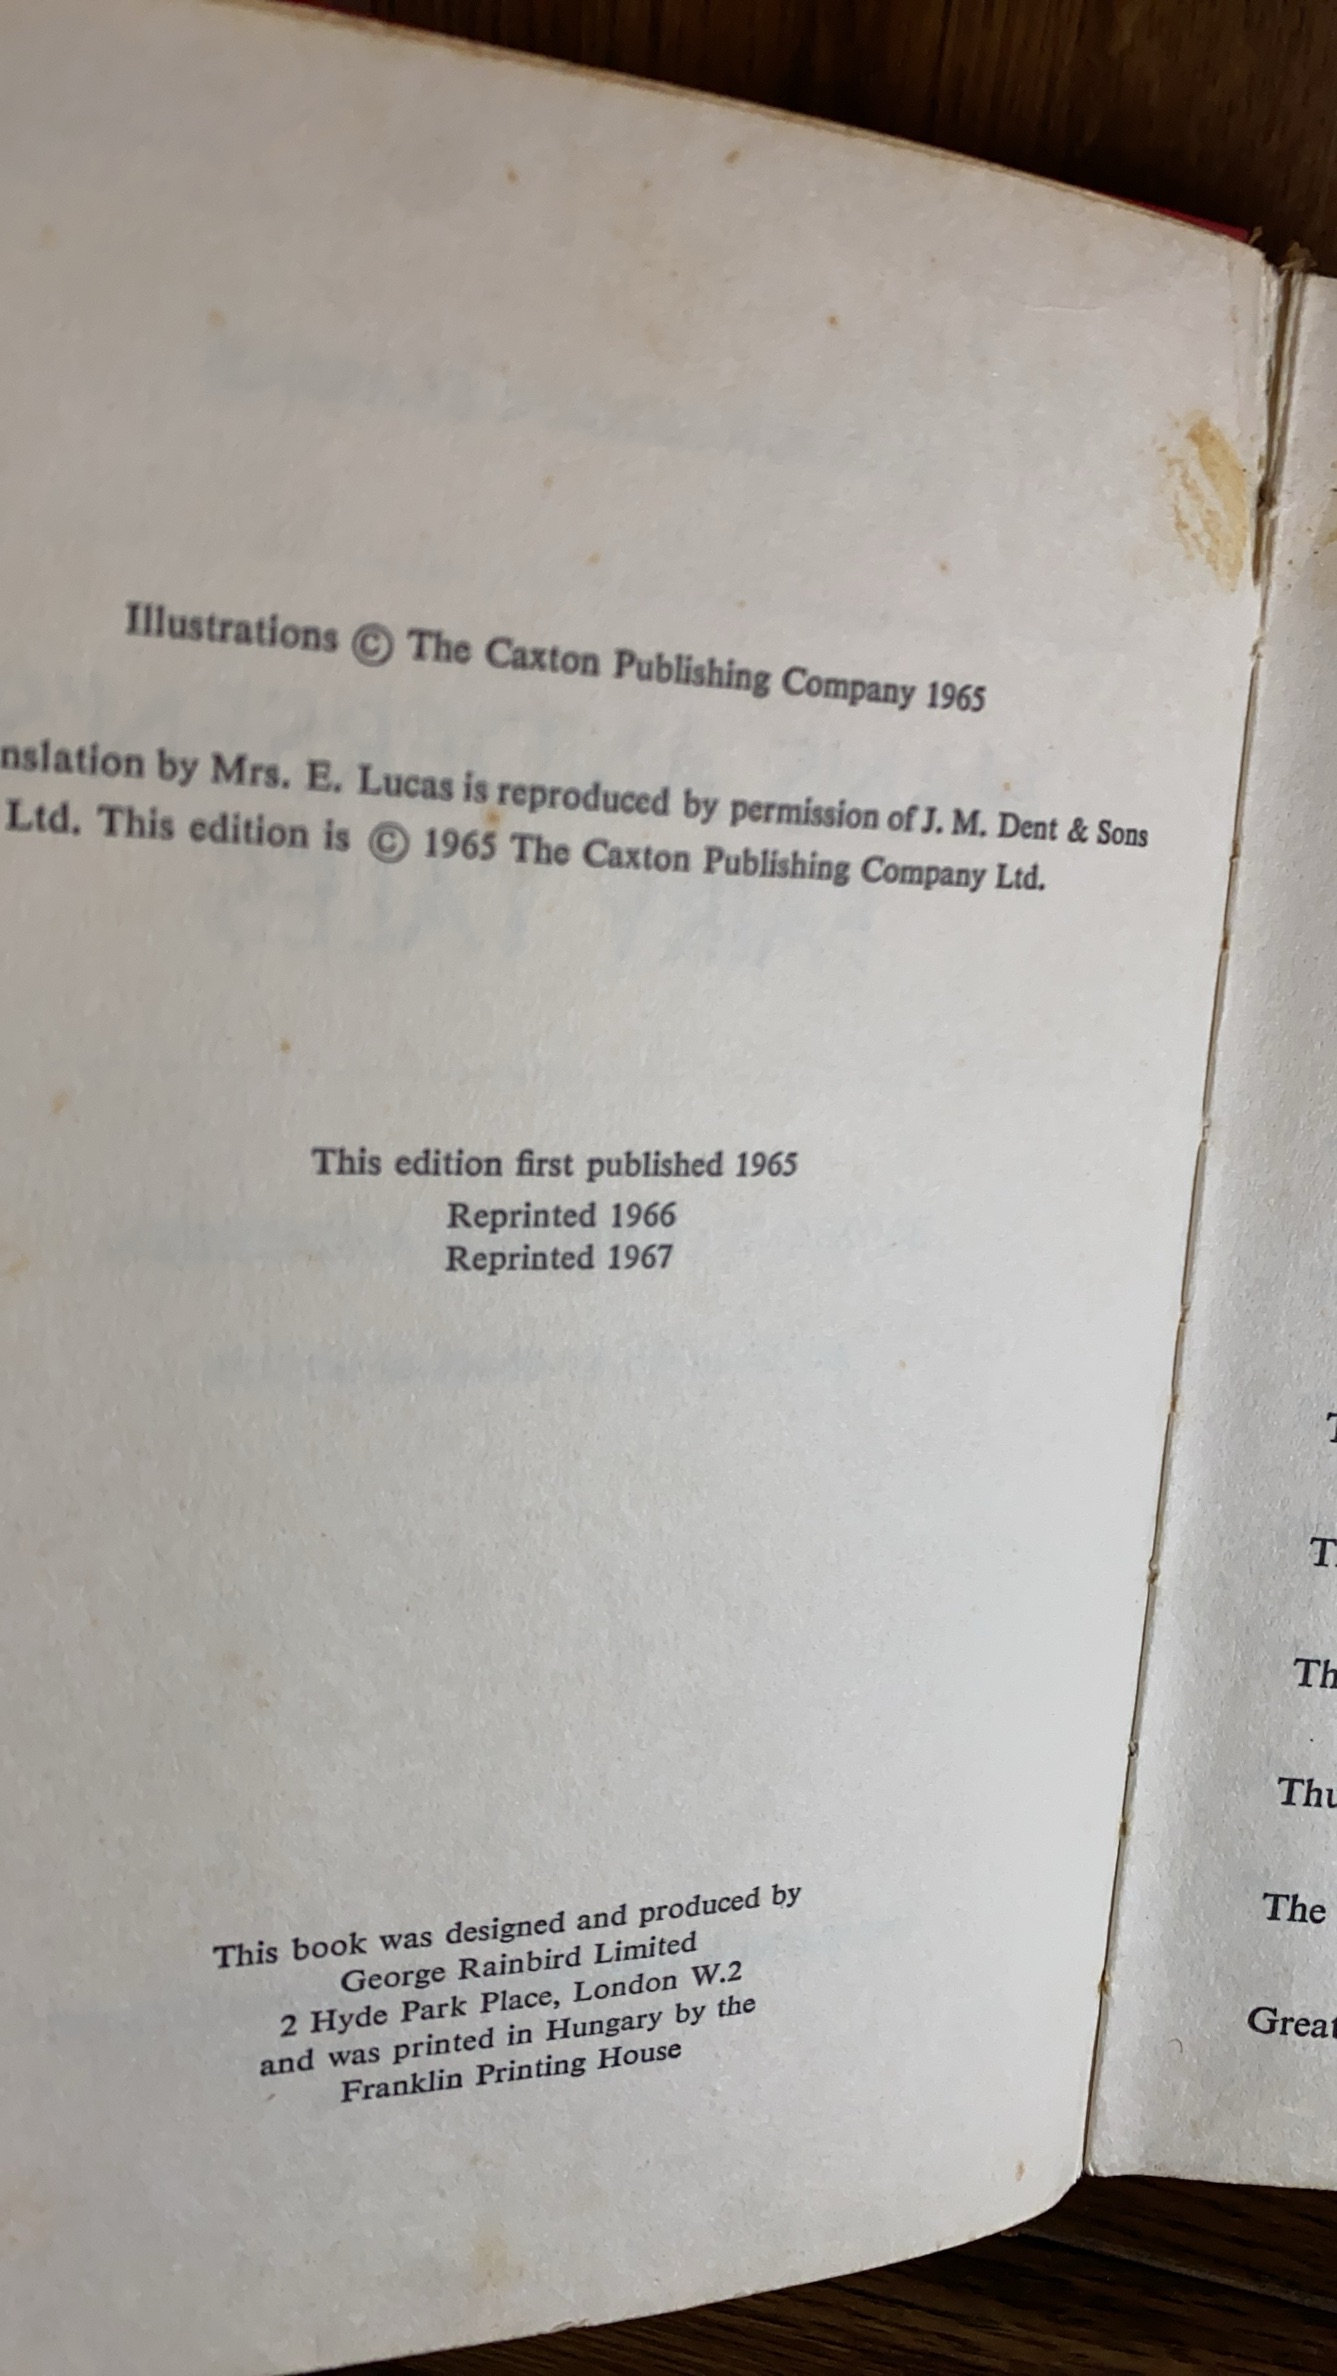 Illustrations © The Caxton Publishing Company 1965
nslation by Mrs. E. Lucas is reproduced by permission of J. M. Dent & Sons
Ltd. This edition is © 1965 The Caxton Publishing Company Ltd.
This edition first published 1965
Reprinted 1966
Reprinted 1967
This book was designed and produced by
George Rainbird Limited
2 Hyde Park Place, London W.2
and was printed in Hungary by the
Franklin Printing House
T
Th
Thu
The
Great